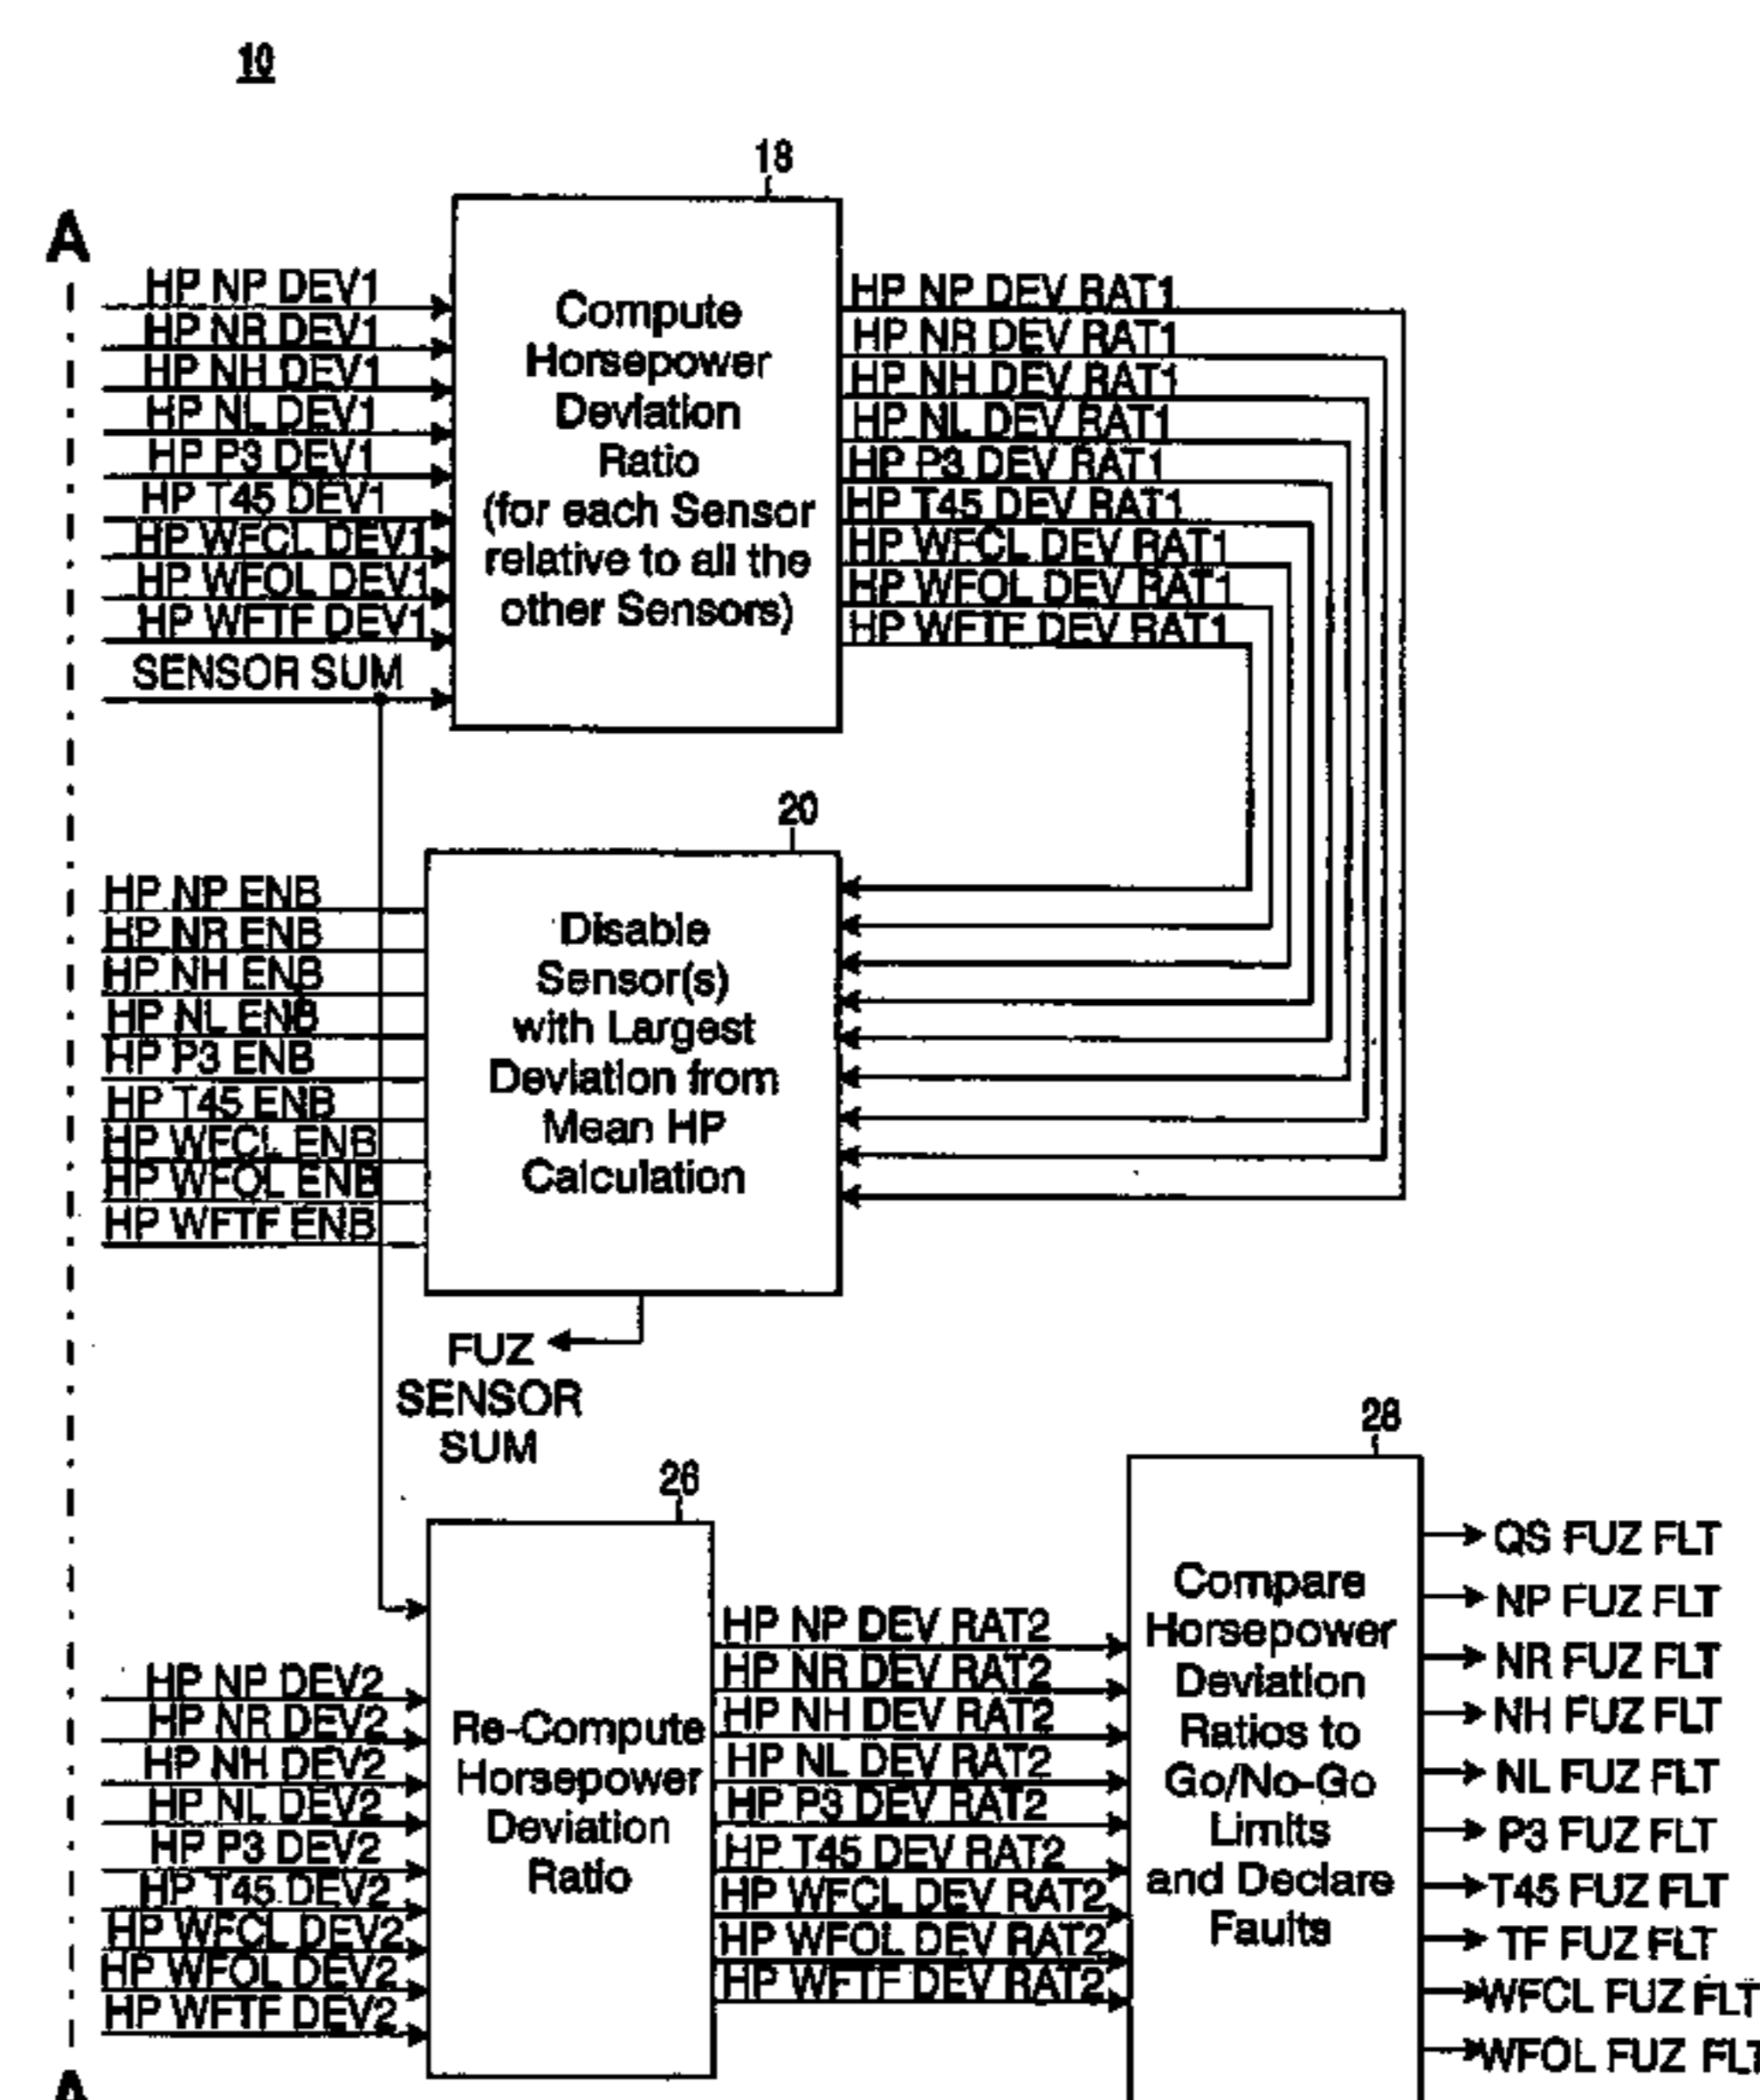 10
18
A
HP NP DEV1
HP NR DEV1
HP NH DEV1
HP NL DEV1
HP P3 DEV1
HP T45 DEV1
HP WFCL DEV1
HP WFOL DEV1
HP WFTF DEV1
SENSOR SUM
Compute
Horsepower
Deviation
Ratio
(for each Sensor
relative to all the
other Sensors)
HP NP DEV RAT1
HP NR DEV RAT1
HP NH DEV RAT1
HP NL DEV RAT1
HP P3 DEV RAT1
HP T45 DEV RAT1
HP WFCL DEV RAT1
HP WFOL DEV RAT1
HP WFTF DEV RAT1
20
HP NP ENB
HP NR ENB
HP NH ENB
HP NL ENB
HP P3 ENB
HP T45 ENB
HP WFCL ENB
HP WFOL ENB
HP WFTF ENB
Disable
Sensor(s)
with Largest
Deviation from
Mean HP
Calculation
FUZ
SENSOR
SUM
26
28
HP NP DEV2
HP NR DEV2
HP NH DEV2
HP NL DEV2
HP P3 DEV2
HP T45 DEV2
HP WFCL DEV2
HP WFOL DEV2
HP WFTF DEV2
Re-Compute
Horsepower
Deviation
Ratio
HP NP DEV RAT2
HP NR DEV RAT2
HP NH DEV RAT2
HP NL DEV RAT2
HP P3 DEV RAT2
HP T45 DEV RAT2
HP WFCL DEV RAT2
HP WFOL DEV RAT2
HP WFTF DEV RAT2
Compare
Horsepower
Deviation
Ratios to
Go/No-Go
Limits
and Declare
Faults
QS FUZ FLT
NP FUZ FLT
NR FUZ FLT
NH FUZ FLT
NL FUZ FLT
P3 FUZ FLT
T45 FUZ FLT
TF FUZ FLT
WFCL FUZ FLT
WFOL FUZ FLT
A